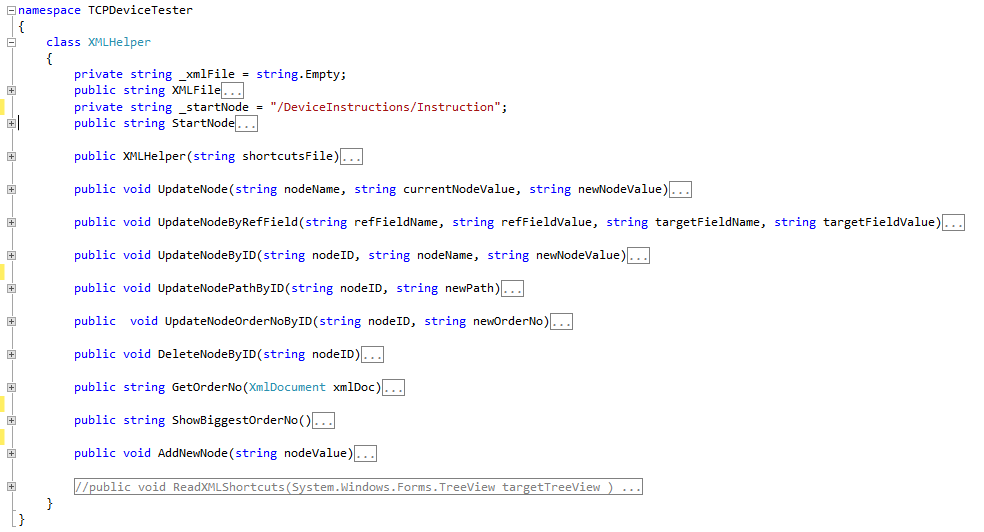 namespace TCPDeviceTester
{
class XMLHelper
{
private string _xmlFile = string.Empty;
public string XMLFile...
private string _startNode = "/DeviceInstructions/Instruction";
public string StartNode...
public XMLHelper(string shortcutsFile)...
public void UpdateNode(string nodeName, string currentNodeValue, string newNodeValue)...
public void UpdateNodeByRefField(string refFieldName, string refFieldValue, string targetFieldName, string targetFieldValue)...
public void UpdateNodeByID(string nodeID, string nodeName, string newNodeValue)...
public void UpdateNodePathByID(string nodeID, string newPath)...
public  void UpdateNodeOrderNoByID(string nodeID, string newOrderNo)...
public void DeleteNodeByID(string nodeID)...
public string GetOrderNo(XmlDocument xmlDoc)...
public string ShowBiggestOrderNo()...
public void AddNewNode(string nodeValue)...
//public void ReadXMLShortcuts(System.Windows.Forms.TreeView targetTreeView ) ...
}
}